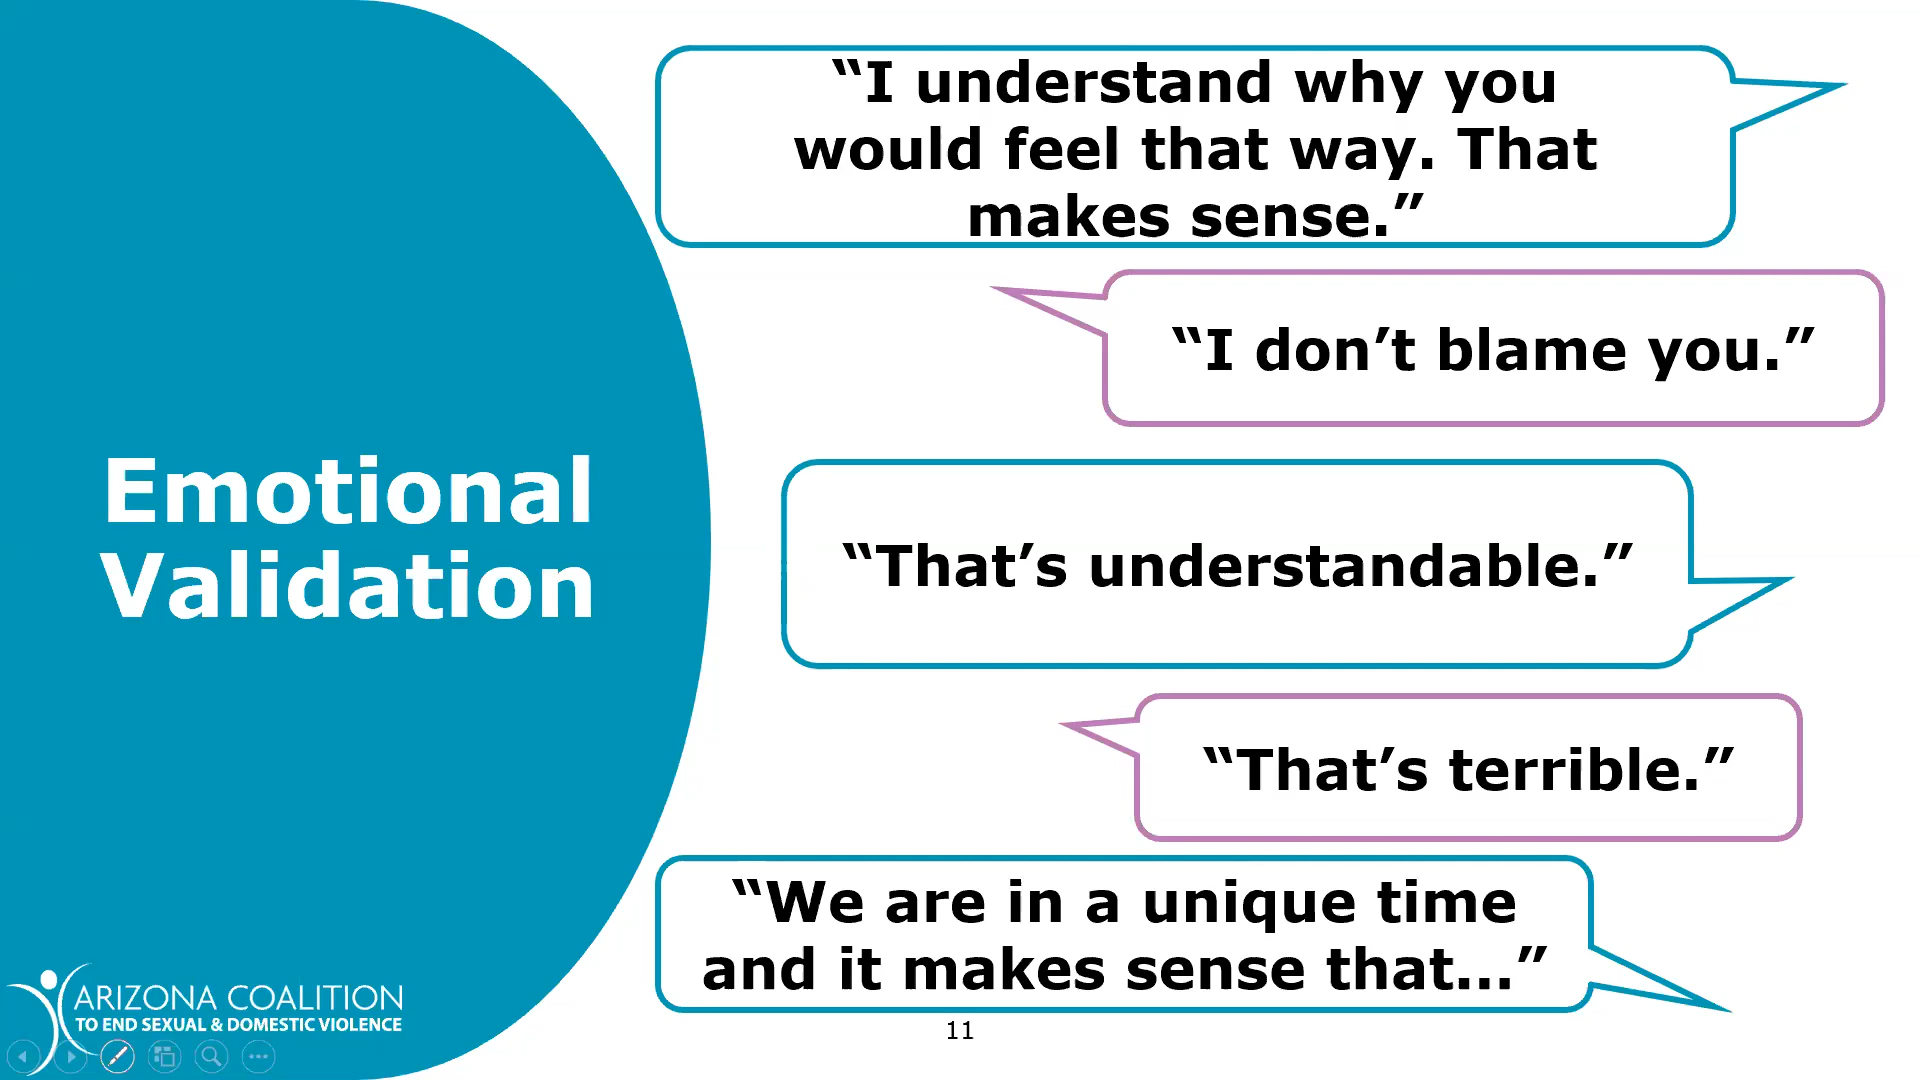 Emotional
Validation
“I understand why you
would feel that way. That
makes sense.”
“I don’t blame you.”
“That’s understandable.”
“That’s terrible.”
“We are in a unique time
and it makes sense that...”
ARIZONA COALITION
TO END SEXUAL & DOMESTIC VIOLENCE
11